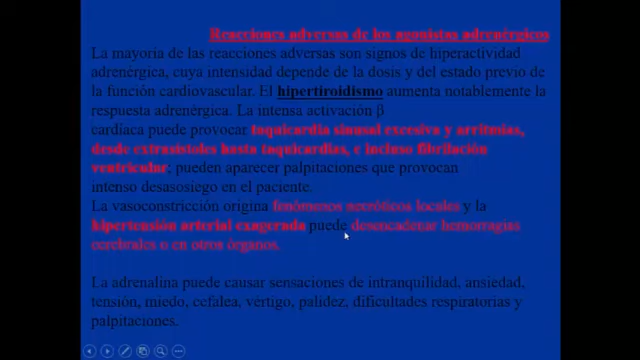 Reacciones adversas de los agonistas adrenérgicos
La mayoría de las reacciones adversas son signos de hiperactividad
adrenérgica, cuya intensidad depende de la dosis y del estado previo de
la función cardiovascular. El hipertiroidismo aumenta notablemente la
respuesta adrenérgica. La intensa activación β
cardíaca puede provocar taquicardia sinusal excesiva y arritmias,
desde extrasístoles hasta taquicardias, e incluso fibrilación
ventricular; pueden aparecer palpitaciones que provocan
intenso desasosiego en el paciente.
La vasoconstricción origina fenómenos necróticos locales y la
hipertensión arterial exagerada puede desencadenar hemorragias
cerebrales o en otros órganos.
La adrenalina puede causar sensaciones de intranquilidad, ansiedad,
tensión, miedo, cefalea, vértigo, palidez, dificultades respiratorias y
palpitaciones.